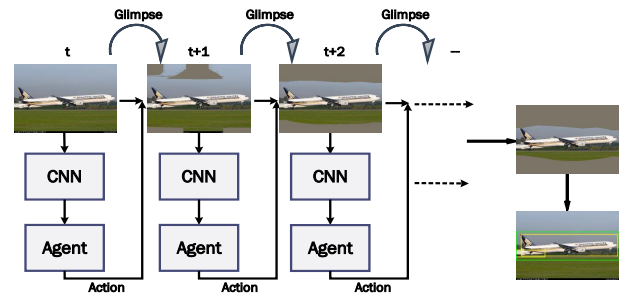 Glimpse Glimpse Glimpse
t t+1 t+2 –
CNN CNN CNN
Agent Agent Agent
Action Action Action